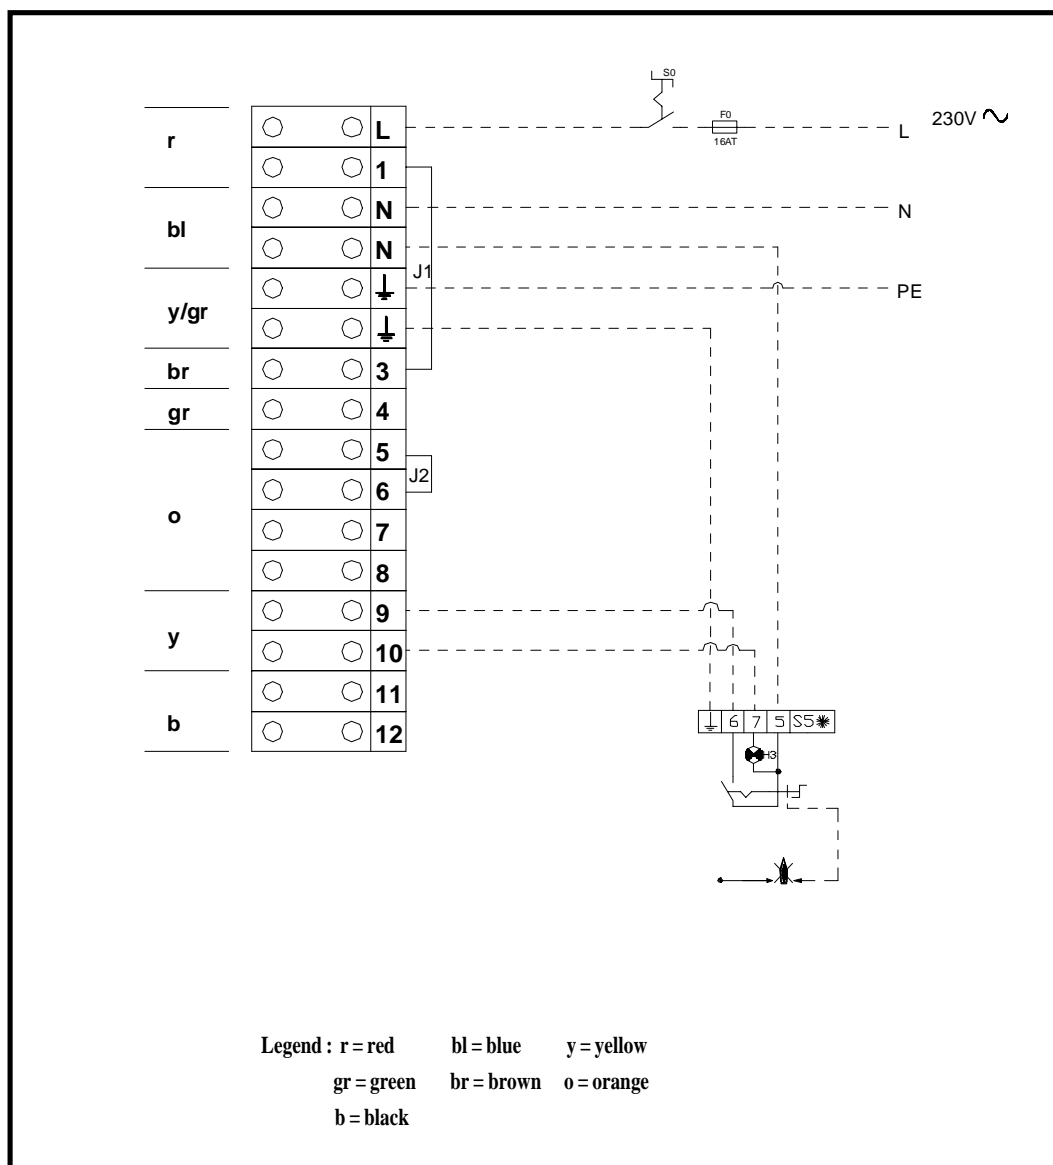 S0
r L F0 L 230V
16AT
1
bl N N
N
J1
y/gr PE
br 3
gr 4
5
J2
6
o
7
8
9
y
10
11
b
12
6 7 5 S5
H3
Legend : r = red bl = blue y = yellow
gr = green br = brown o = orange
b = black